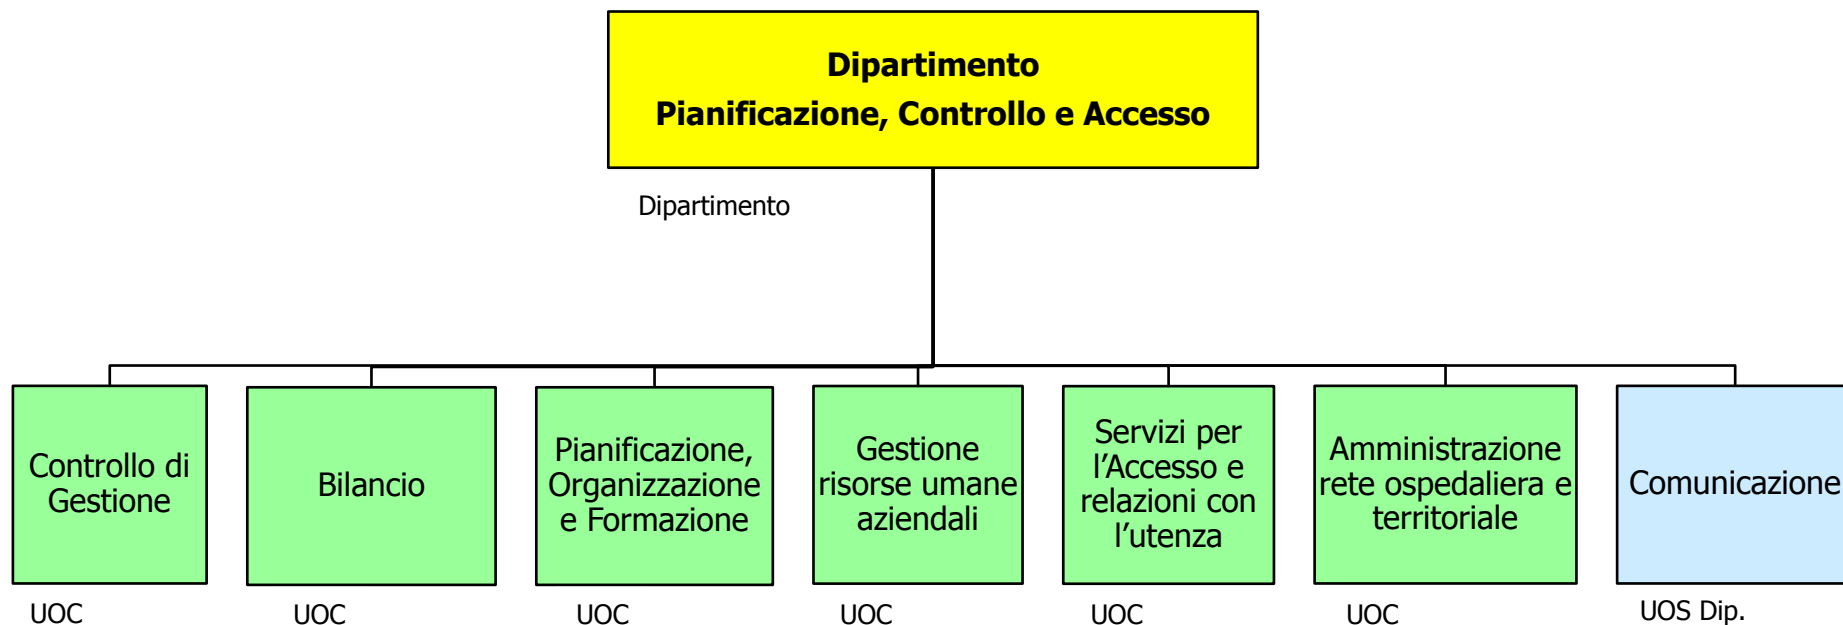 Dipartimento
Pianificazione, Controllo e Accesso
Dipartimento
Controllo di
Gestione
UOC
Bilancio
UOC
Pianificazione,
Organizzazione
e Formazione
UOC
Gestione
risorse umane
aziendali
UOC
Servizi per
l’Accesso e
relazioni con
l’utenza
UOC
Amministrazione
rete ospedaliera e
territoriale
UOC
Comunicazione
UOS Dip.